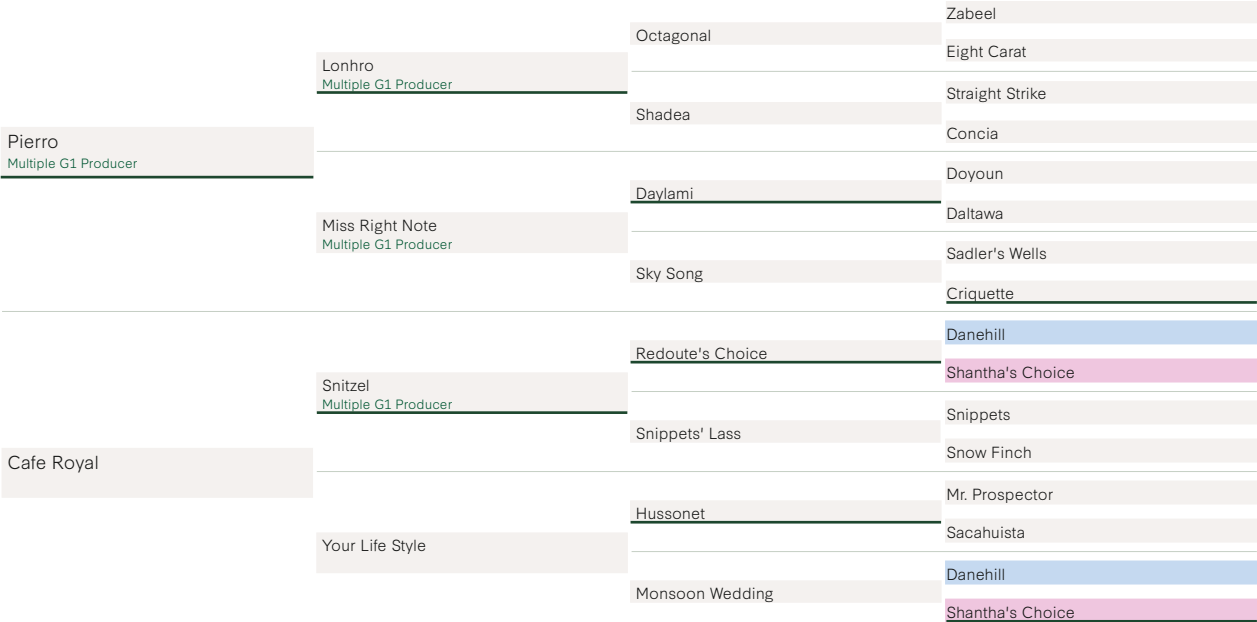 Pierro
Multiple G1 Producer
Cafe Royal
Lonhro
Multiple G1 Producer
Miss Right Note
Multiple G1 Producer
Snitzel
Multiple G1 Producer
Your Life Style
Octagonal
Shadea
Daylami
Sky Song
Redoute's Choice
Snippets' Lass
Hussonet
Monsoon Wedding
Zabeel
Eight Carat
Straight Strike
Concia
Doyoun
Daltawa
Sadler's Wells
Criquette
Danehill
Shantha's Choice
Snippets
Snow Finch
Mr. Prospector
Sacahuista
Danehill
Shantha's Choice